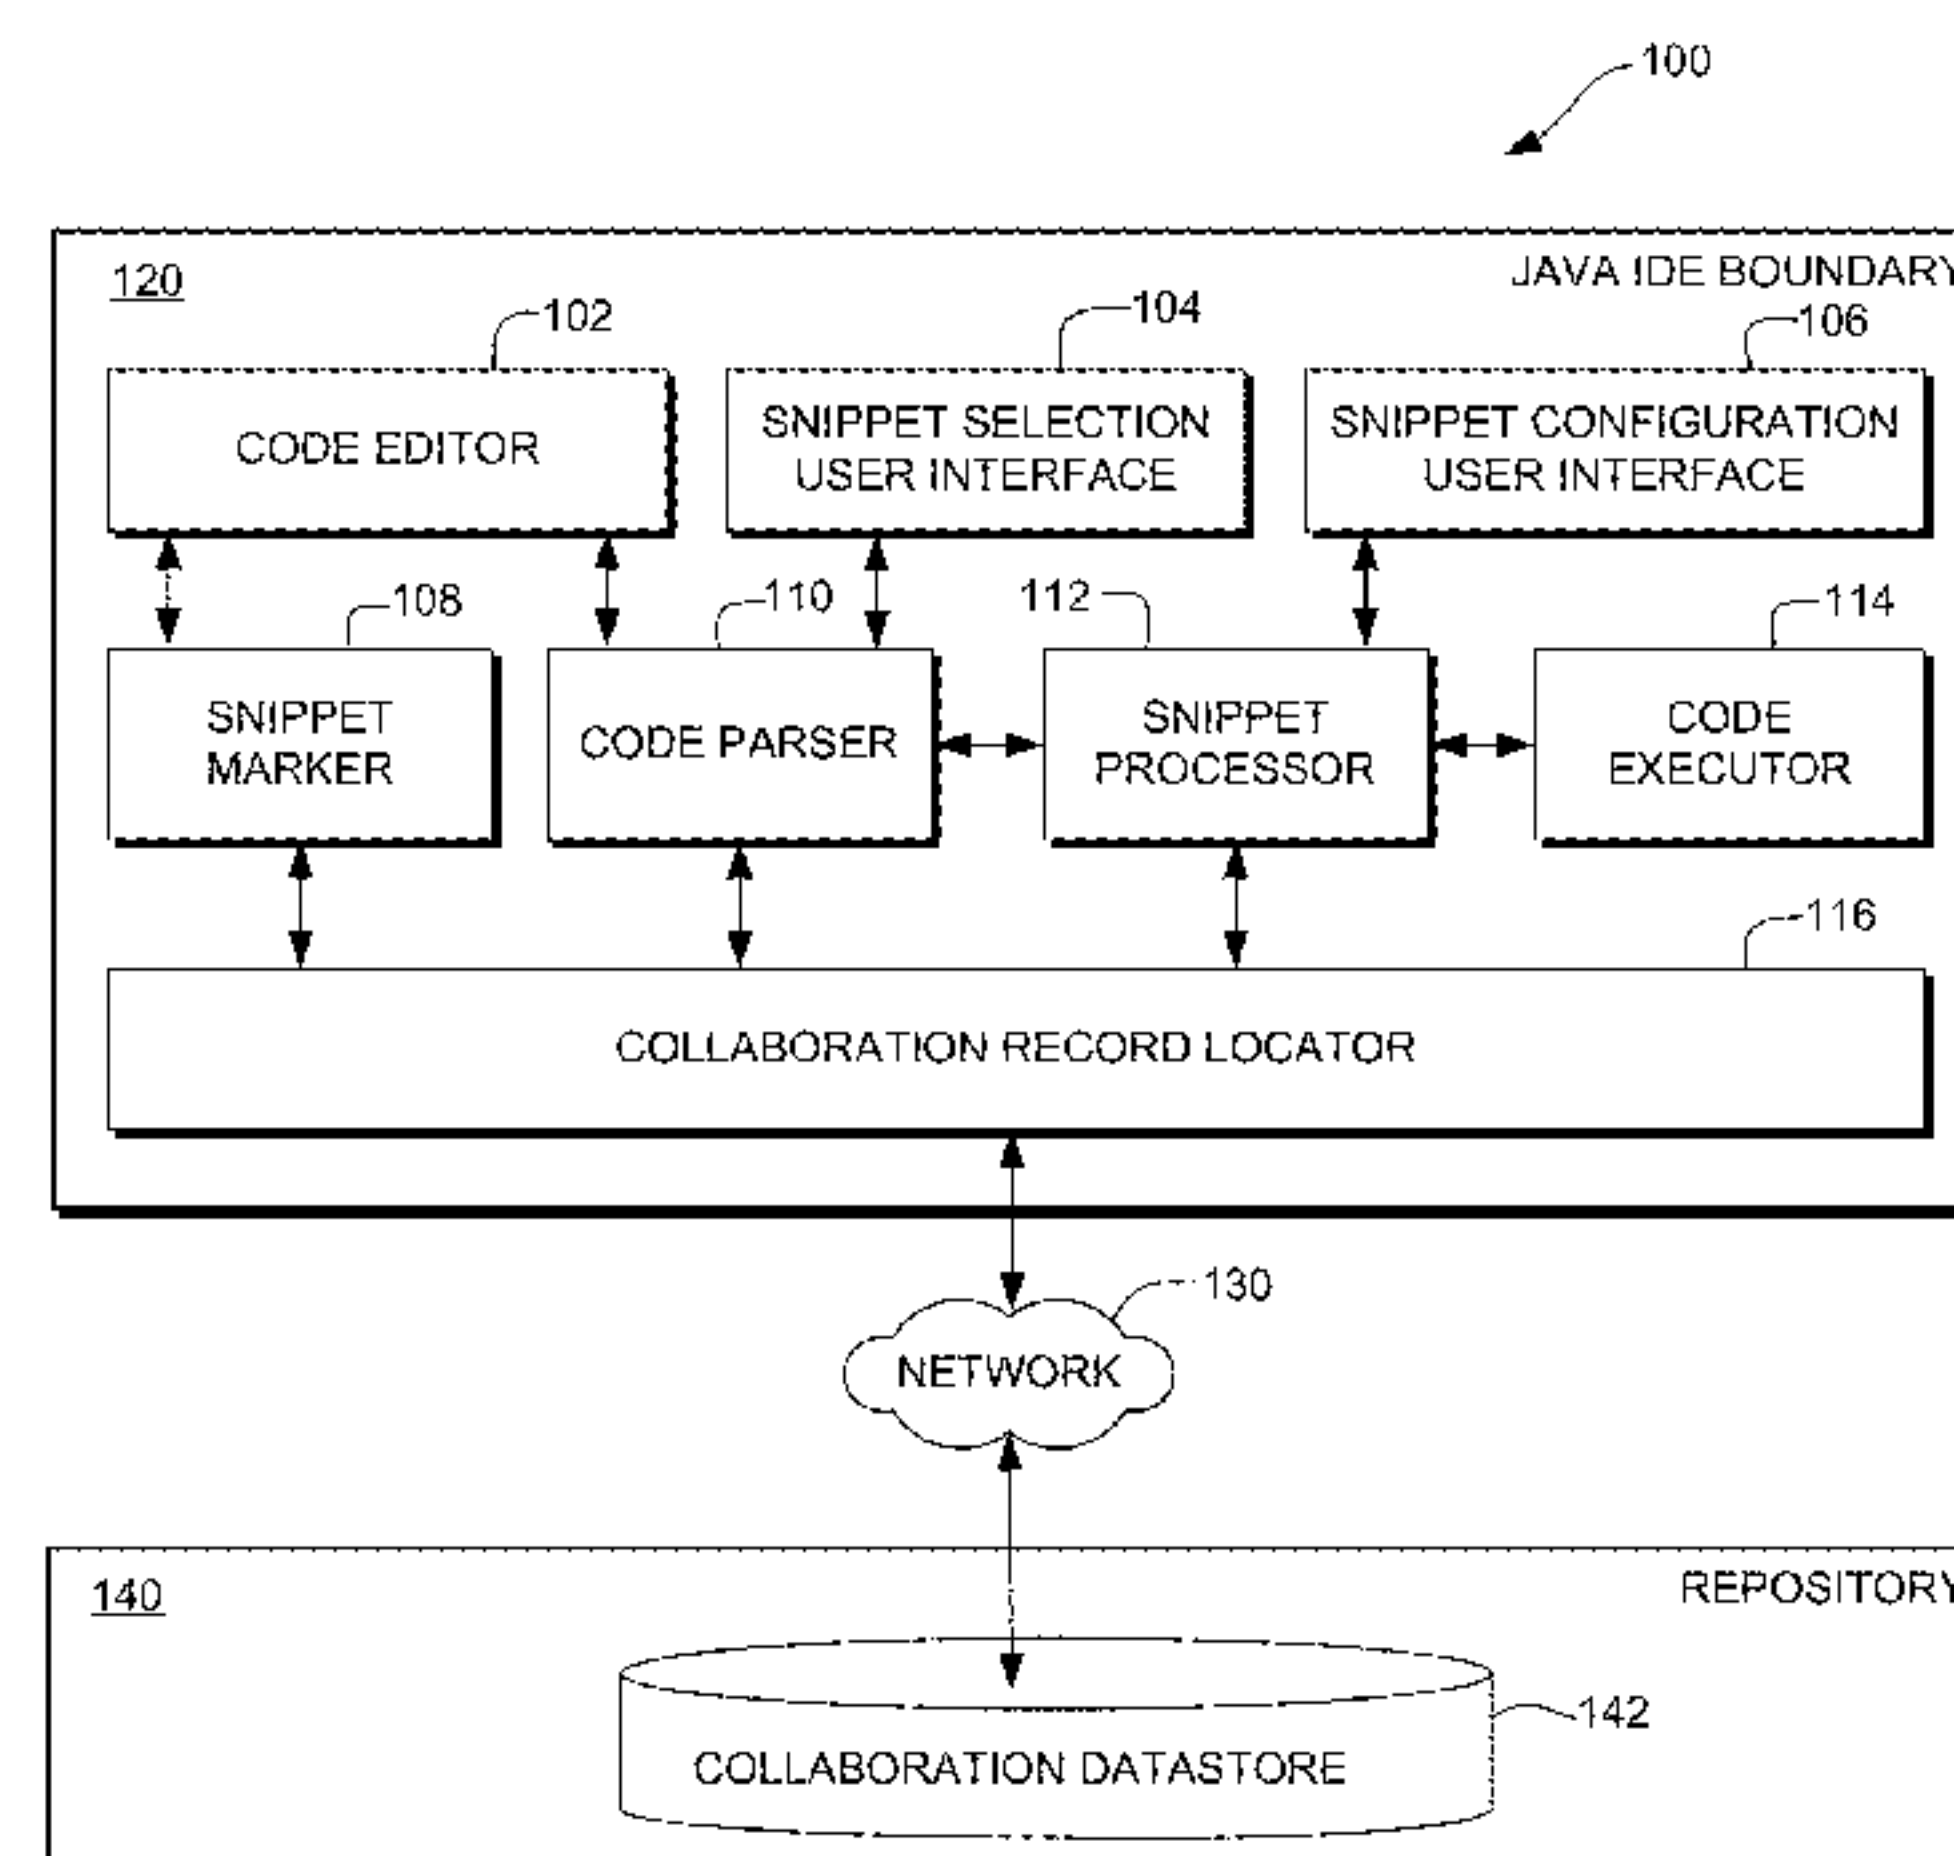 100
120
JAVA IDE BOUNDARY
102
104
106
CODE EDITOR
SNIPPET SELECTION
USER INTERFACE
SNIPPET CONFIGURATION
USER INTERFACE
108
110
112
114
SNIPPET
MARKER
CODE PARSER
SNIPPET
PROCESSOR
CODE
EXECUTOR
116
COLLABORATION RECORD LOCATOR
130
NETWORK
140
REPOSITORY
142
COLLABORATION DATASTORE